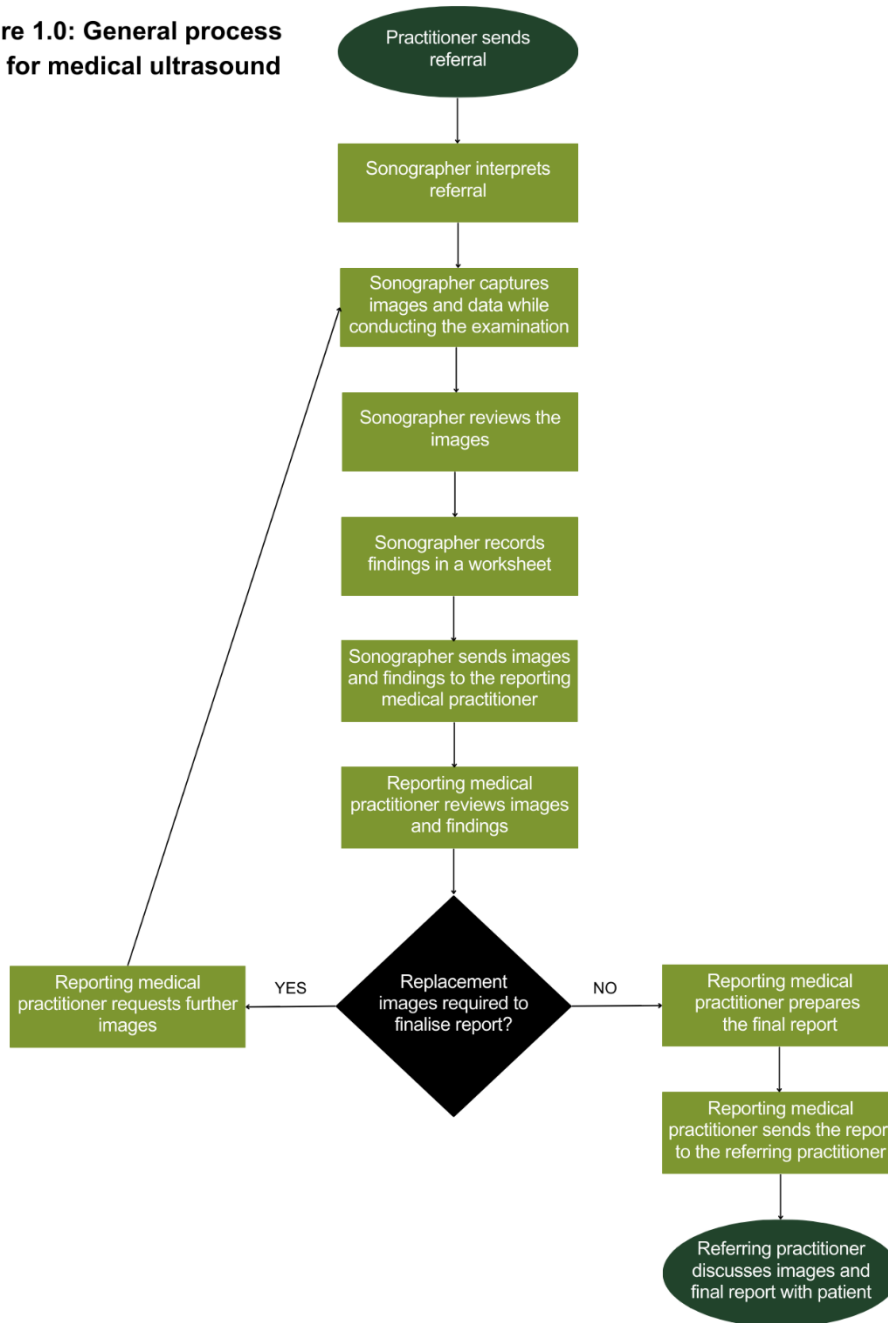 re 1.0: General process
for medical ultrasound
Practitioner sends
referral
Sonographer interprets
referral
Sonographer captures
images and data while
conducting the examination
Sonographer reviews the
images
Sonographer records
findings in a worksheet
Sonographer sends images
and findings to the reporting
medical practitioner
Reporting medical
practitioner reviews images
and findings
Replacement
images required to
finalise report?
YES
Reporting medical
practitioner requests further
images
NO
Reporting medical
practitioner prepares
the final report
Reporting medical
practitioner sends the report
to the referring practitioner
Referring practitioner
discusses images and
final report with patient